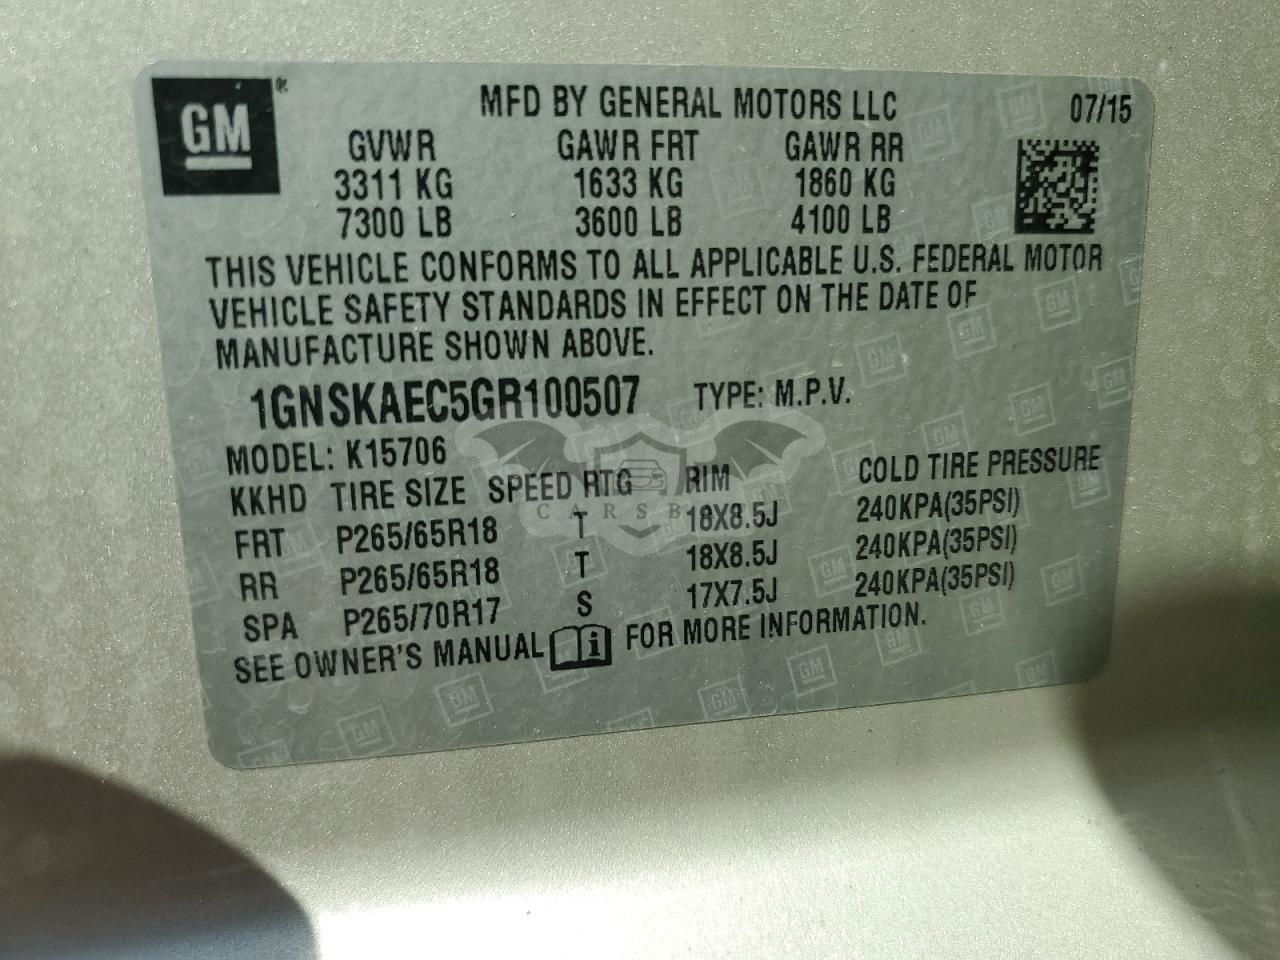 GM® MFD BY GENERAL MOTORS LLC 07/15
GVWR GAWR FRT GAWR RR
3311 KG 1633 KG 1860 KG
7300 LB 3600 LB 4100 LB
THIS VEHICLE CONFORMS TO ALL APPLICABLE U.S. FEDERAL MOTOR
VEHICLE SAFETY STANDARDS IN EFFECT ON THE DATE OF
MANUFACTURE SHOWN ABOVE.
1GNSKAEC5GR100507 TYPE: M.P.V.
MODEL: K15706
KKHD TIRE SIZE SPEED RTG RIM COLD TIRE PRESSURE
FRT P265/65R18 T 18X8.5J 240KPA(35PSI)
RR P265/65R18 T 18X8.5J 240KPA(35PSI)
SPA P265/70R17 S 17X7.5J 240KPA(35PSI)
SEE OWNER'S MANUAL FOR MORE INFORMATION.